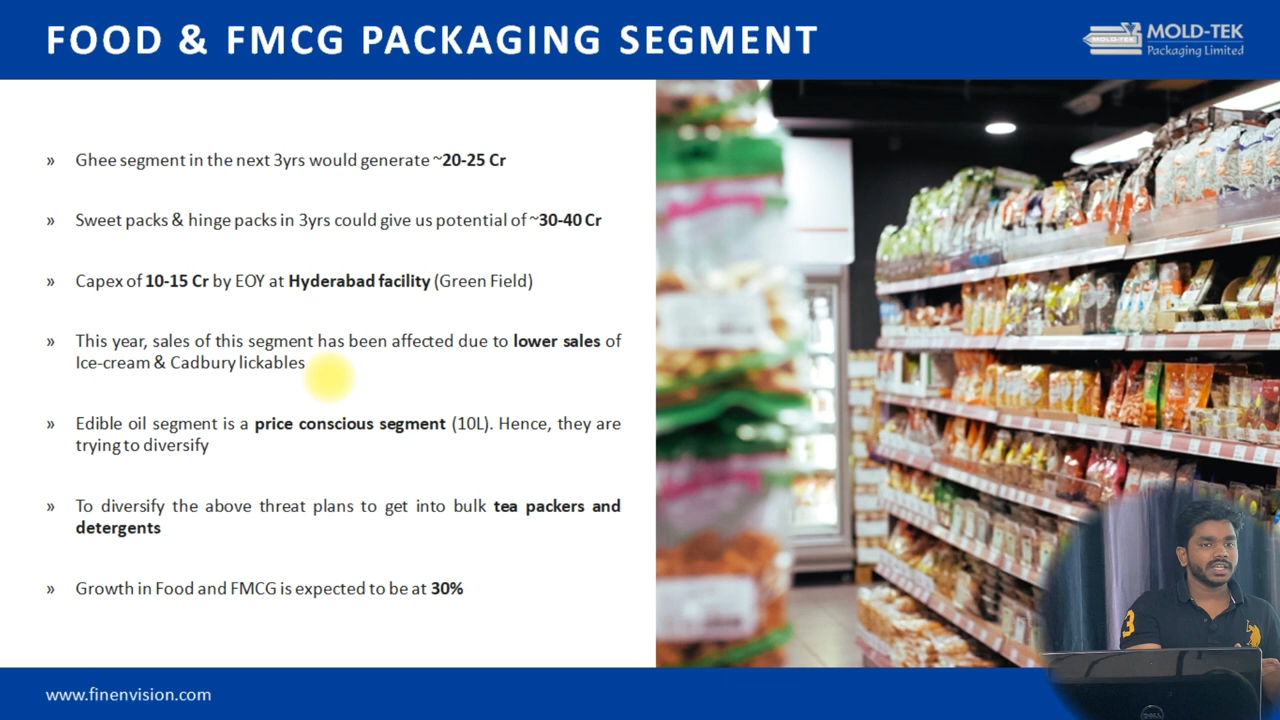 FOOD & FMCG PACKAGING SEGMENT
MOLD-TEK
MOLD-TEK
Packaging Limited
» Ghee segment in the next 3yrs would generate ~20-25 Cr
» Sweet packs & hinge packs in 3yrs could give us potential of ~30-40 Cr
» Capex of 10-15 Cr by EOY at Hyderabad facility (Green Field)
» This year, sales of this segment has been affected due to lower sales of
Ice-cream & Cadbury lickables
» Edible oil segment is a price conscious segment (10L). Hence, they are
trying to diversify
» To diversify the above threat plans to get into bulk tea packers and
detergents
» Growth in Food and FMCG is expected to be at 30%
3
DELL
www.finenvision.com